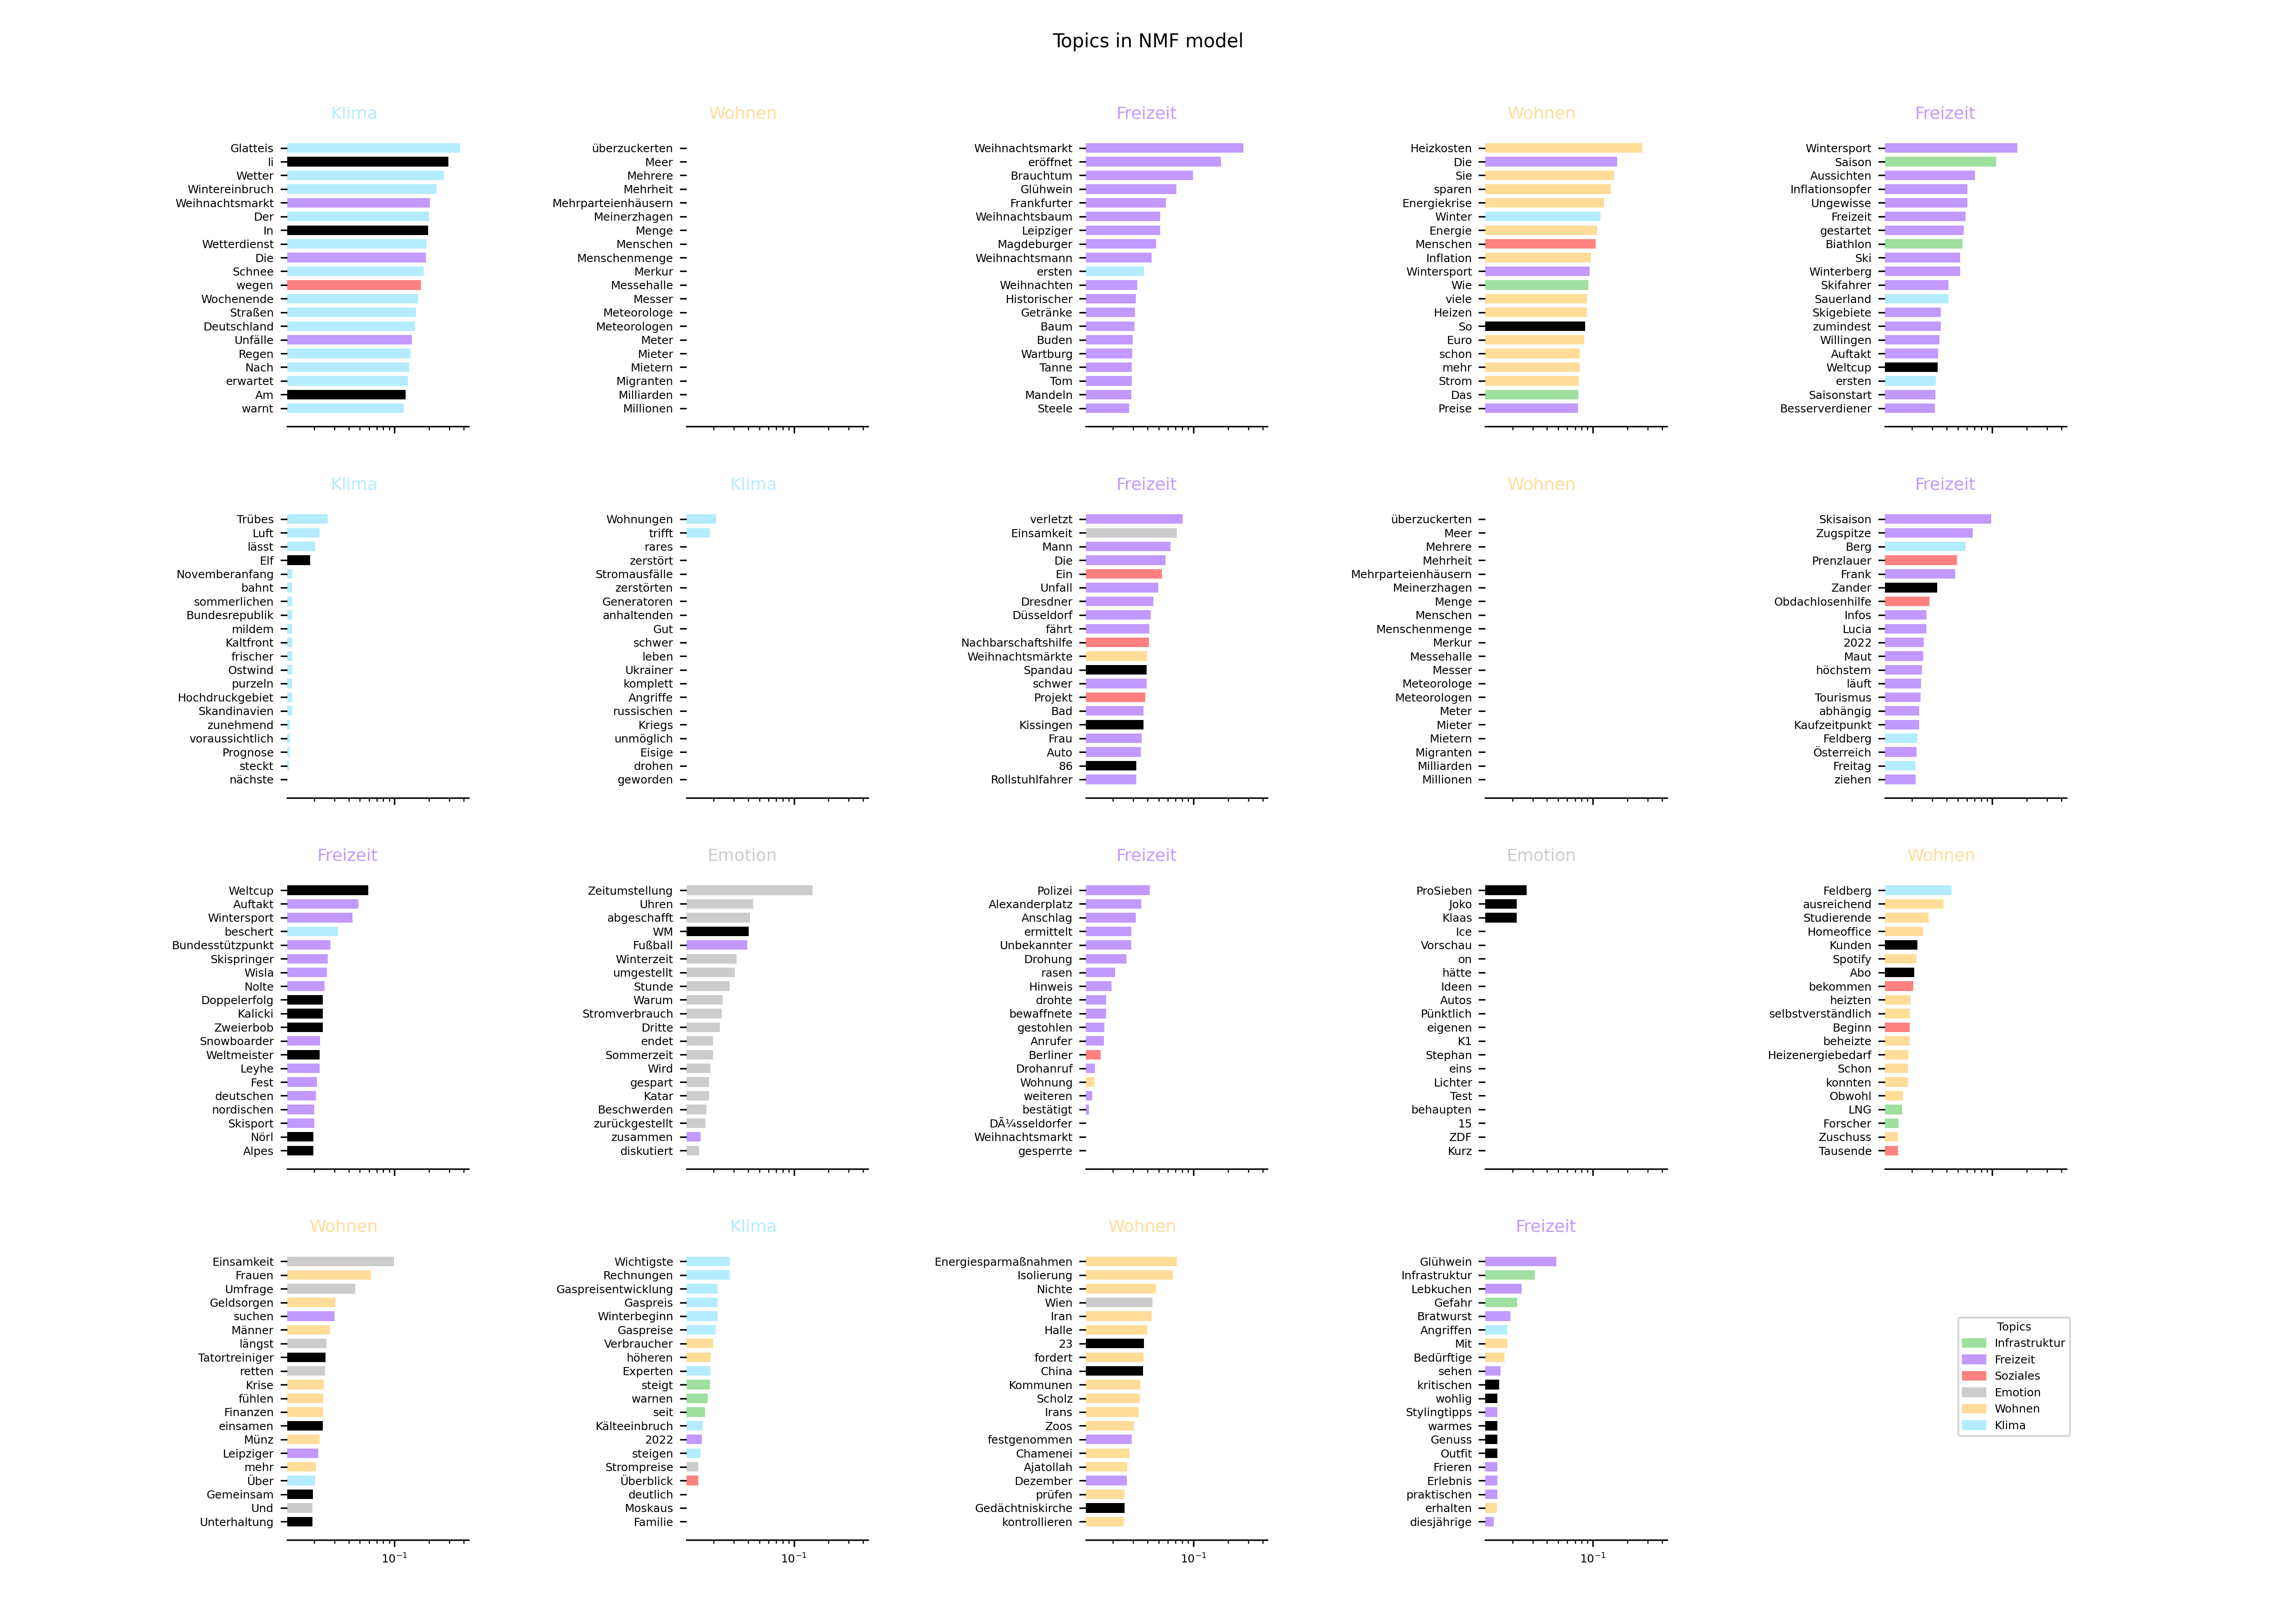 Topics in NMF model
Klima
Glatteis
li
Wetter
Wintereinbruch
Weihnachtsmarkt
Der
In
Wetterdienst
Die
Schnee
wegen
Wochenende
Straßen
Deutschland
Unfälle
Regen
Nach
erwartet
Am
warnt
Wohnen
überzuckerten
Meer
Mehrere
Mehrheit
Mehrparteienhäusern
Meinerzhagen
Menge
Menschen
Menschenmenge
Merkur
Messehalle
Messer
Meteorologe
Meteorologen
Meter
Mieter
Mietern
Migranten
Milliarden
Millionen
Freizeit
Weihnachtsmarkt
eröffnet
Brauchtum
Glühwein
Frankfurter
Weihnachtsbaum
Leipziger
Magdeburger
Weihnachtsmann
ersten
Weihnachten
Historischer
Getränke
Baum
Buden
Wartburg
Tanne
Tom
Mandeln
Steele
Wohnen
Heizkosten
Die
Sie
sparen
Energiekrise
Winter
Energie
Menschen
Inflation
Wintersport
Wie
viele
Heizen
So
Euro
schon
mehr
Strom
Das
Preise
Freizeit
Wintersport
Saison
Aussichten
Inflationsopfer
Ungewisse
Freizeit
gestartet
Biathlon
Ski
Winterberg
Skifahrer
Sauerland
Skigebiete
zumindest
Willingen
Auftakt
Weltcup
ersten
Saisonstart
Besserverdiener
Klima
Trübes
Luft
lässt
Elf
Novemberanfang
bahnt
sommerlichen
Bundesrepublik
mildem
Kaltfront
frischer
Ostwind
purzeln
Hochdruckgebiet
Skandinavien
zunehmend
voraussichtlich
Prognose
steckt
nächste
Klima
Wohnungen
trifft
rares
zerstört
Stromausfälle
zerstörten
Generatoren
anhaltenden
Gut
schwer
leben
Ukrainer
komplett
Angriffe
russischen
Kriegs
unmöglich
Eisige
drohen
geworden
Freizeit
verletzt
Einsamkeit
Mann
Die
Ein
Unfall
Dresdner
Düsseldorf
fährt
Nachbarschaftshilfe
Weihnachtsmärkte
Spandau
schwer
Projekt
Bad
Kissingen
Frau
Auto
86
Rollstuhlfahrer
Wohnen
überzuckerten
Meer
Mehrere
Mehrheit
Mehrparteienhäusern
Meinerzhagen
Menge
Menschen
Menschenmenge
Merkur
Messehalle
Messer
Meteorologe
Meteorologen
Meter
Mieter
Mietern
Migranten
Milliarden
Millionen
Freizeit
Skisaison
Zugspitze
Berg
Prenzlauer
Frank
Zander
Obdachlosenhilfe
Infos
Lucia
2022
Maut
höchstem
läuft
Tourismus
abhängig
Kaufzeitpunkt
Feldberg
Österreich
Freitag
ziehen
Freizeit
Weltcup
Auftakt
Wintersport
beschert
Bundesstützpunkt
Skispringer
Wisla
Nolte
Doppelerfolg
Kalicki
Zweierbob
Snowboarder
Weltmeister
Leyhe
Fest
deutschen
nordischen
Skisport
Nörl
Alpes
Emotion
Zeitumstellung
Uhren
abgeschafft
WM
Fußball
Winterzeit
umgestellt
Stunde
Warum
Stromverbrauch
Dritte
endet
Sommerzeit
Wird
gespart
Katar
Beschwerden
zurückgestellt
zusammen
diskutiert
Freizeit
Polizei
Alexanderplatz
Anschlag
ermittelt
Unbekannter
Drohung
rasen
Hinweis
drohte
bewaffnete
gestohlen
Anrufer
Berliner
Drohanruf
Wohnung
weiteren
bestätigt
DÃ¼sseldorfer
Weihnachtsmarkt
gesperrte
Emotion
ProSieben
Joko
Klaas
Ice
Vorschau
on
hätte
Ideen
Autos
Pünktlich
eigenen
K1
Stephan
eins
Lichter
Test
behaupten
15
ZDF
Kurz
Wohnen
Feldberg
ausreichend
Studierende
Homeoffice
Kunden
Spotify
Abo
bekommen
heizten
selbstverständlich
Beginn
beheizte
Heizenergiebedarf
Schon
konnten
Obwohl
LNG
Forscher
Zuschuss
Tausende
Wohnen
Einsamkeit
Frauen
Umfrage
Geldsorgen
suchen
Männer
längst
Tatortreiniger
retten
Krise
fühlen
Finanzen
einsamen
Münz
Leipziger
mehr
Über
Gemeinsam
Und
Unterhaltung
10⁻¹
Klima
Wichtigste
Rechnungen
Gaspreisentwicklung
Gaspreis
Winterbeginn
Gaspreise
Verbraucher
höheren
Experten
steigt
warnen
seit
Kälteeinbruch
2022
steigen
Strompreise
Überblick
deutlich
Moskaus
Familie
10⁻¹
Wohnen
Energiesparmaßnahmen
Isolierung
Nichte
Wien
Iran
Halle
23
fordert
China
Kommunen
Scholz
Irans
Zoos
festgenommen
Chamenei
Ajatollah
Dezember
prüfen
Gedächtniskirche
kontrollieren
10⁻¹
Freizeit
Glühwein
Infrastruktur
Lebkuchen
Gefahr
Bratwurst
Angriffen
Mit
Bedürftige
sehen
kritischen
wohlig
Stylingtipps
warmes
Genuss
Outfit
Frieren
Erlebnis
praktischen
erhalten
diesjährige
10⁻¹
Topics
Infrastruktur
Freizeit
Soziales
Emotion
Wohnen
Klima